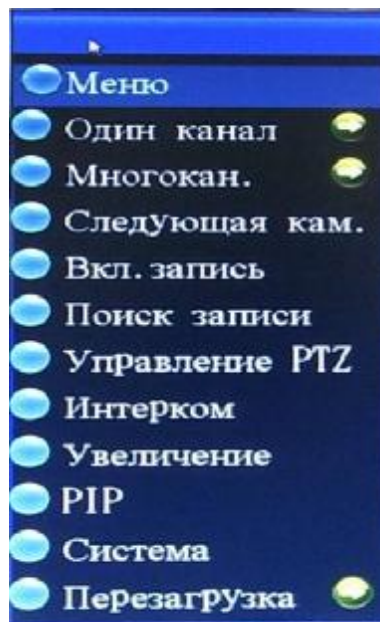 Меню
Один канал
Многокан.
Следующая кам.
Вкл.запись
Поиск записи
Управление PTZ
Интерком
Увеличение
PIP
Система
Перезагрузка